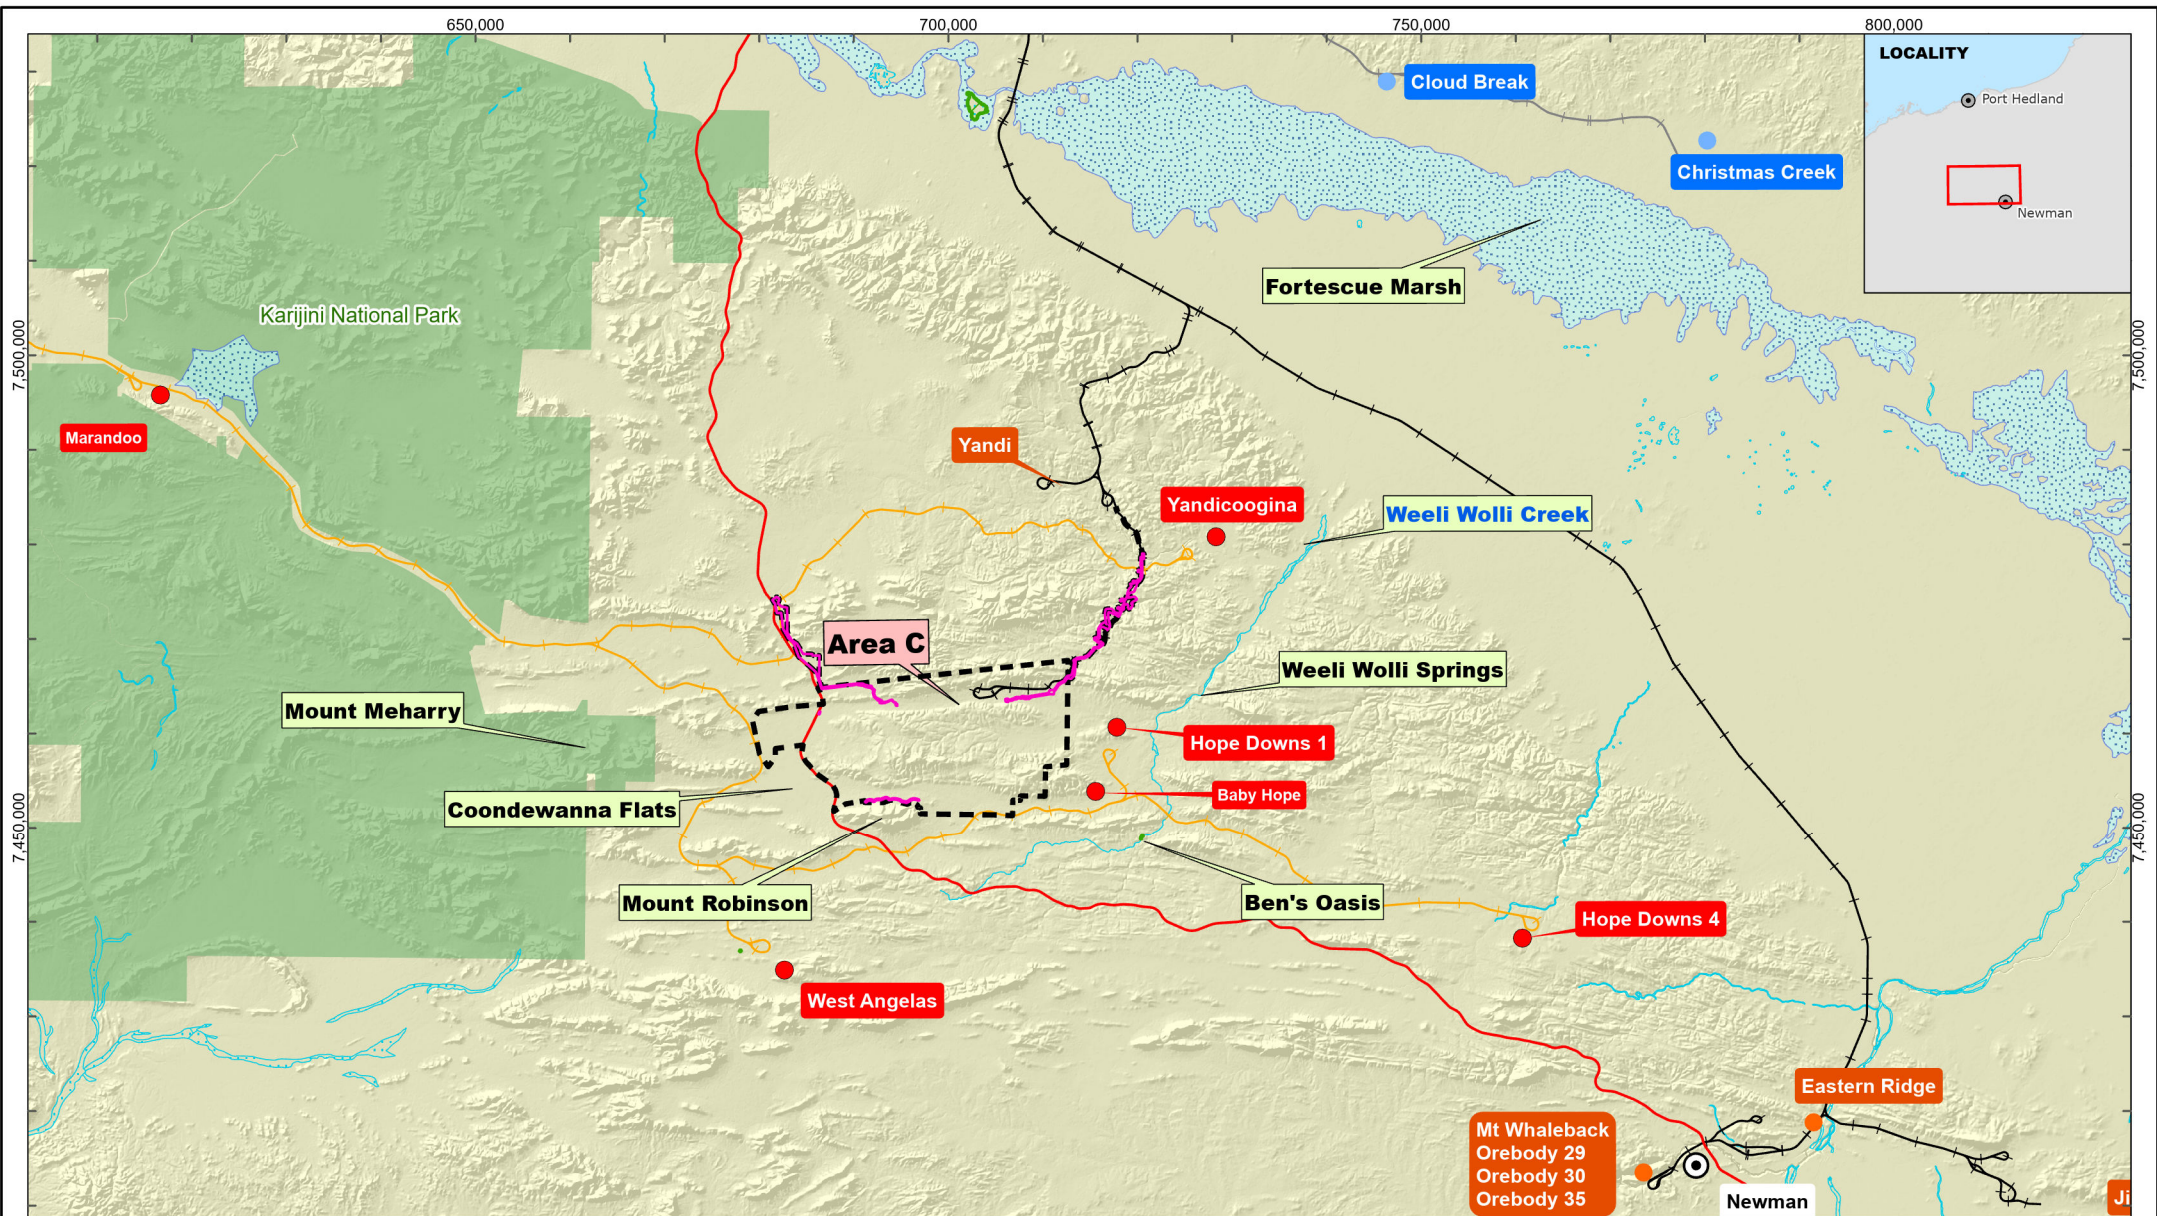 650,000
700,000
750,000
800,000
LOCALITY
Port Hedland
Newman
Cloud Break
Christmas Creek
Fortescue Marsh
Karijini National Park
7,500,000
7,500,000
Marandoo
Yandi
Yandicoogina
Weeli Wolli Creek
Area C
Weeli Wolli Springs
Mount Meharry
Hope Downs 1
Baby Hope
Coondewanna Flats
7,450,000
7,450,000
Mount Robinson
Ben's Oasis
Hope Downs 4
West Angelas
Eastern Ridge
Mt Whaleback
Orebody 29
Orebody 30
Orebody 35
Newman
Ji